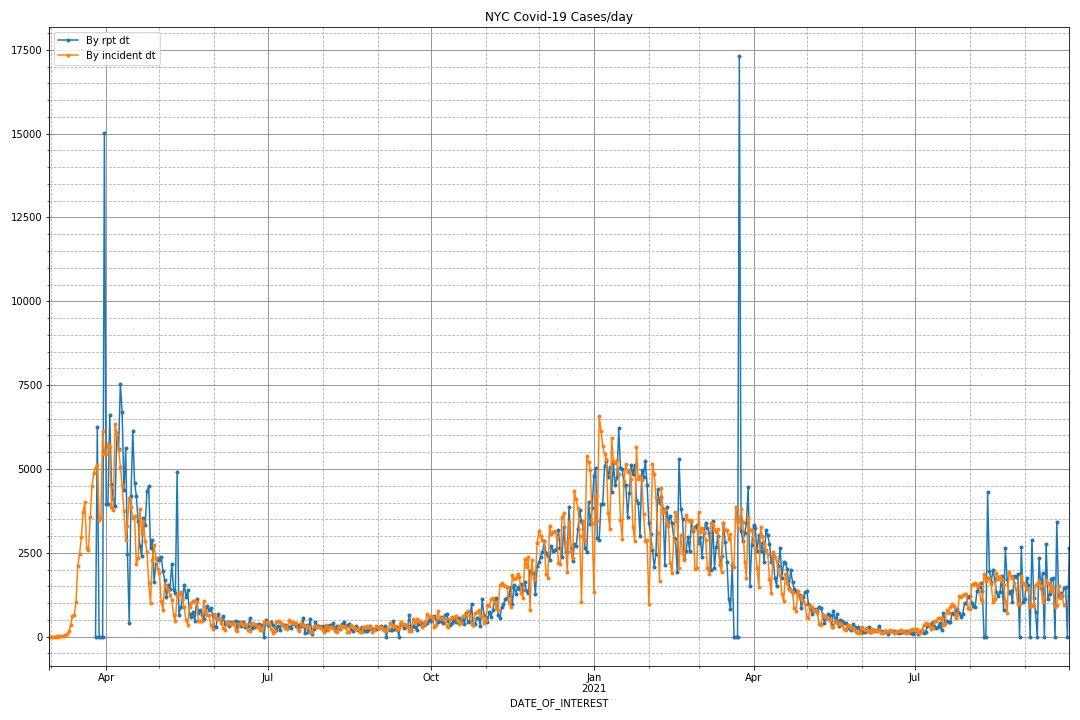 NYC Covid-19 Cases/day
By rpt dt
By incident dt
17500
15000
12500
10000
7500
5000
2500
0
Apr
Jul
Oct
Jan
2021
Apr
Jul
DATE_OF_INTEREST